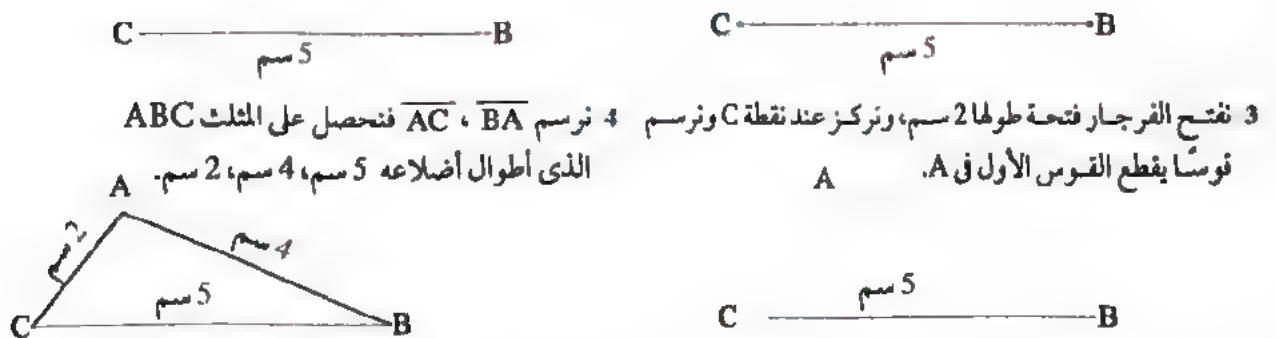 C B
5 سم
C B
5 سم
3 نفتح الفرجار فتحة طولها 2 سم، ونركز عند نقطة C ونرسم
قوسًا يقطع القوس الأول فى A.
A
5 سم
C B
4 نرسم BA ، AC فنحصل على المثلث ABC
الذى أطوال أضلاعه 5 سم، 4 سم، 2 سم.
A
2 سم
4 سم
5 سم
C B